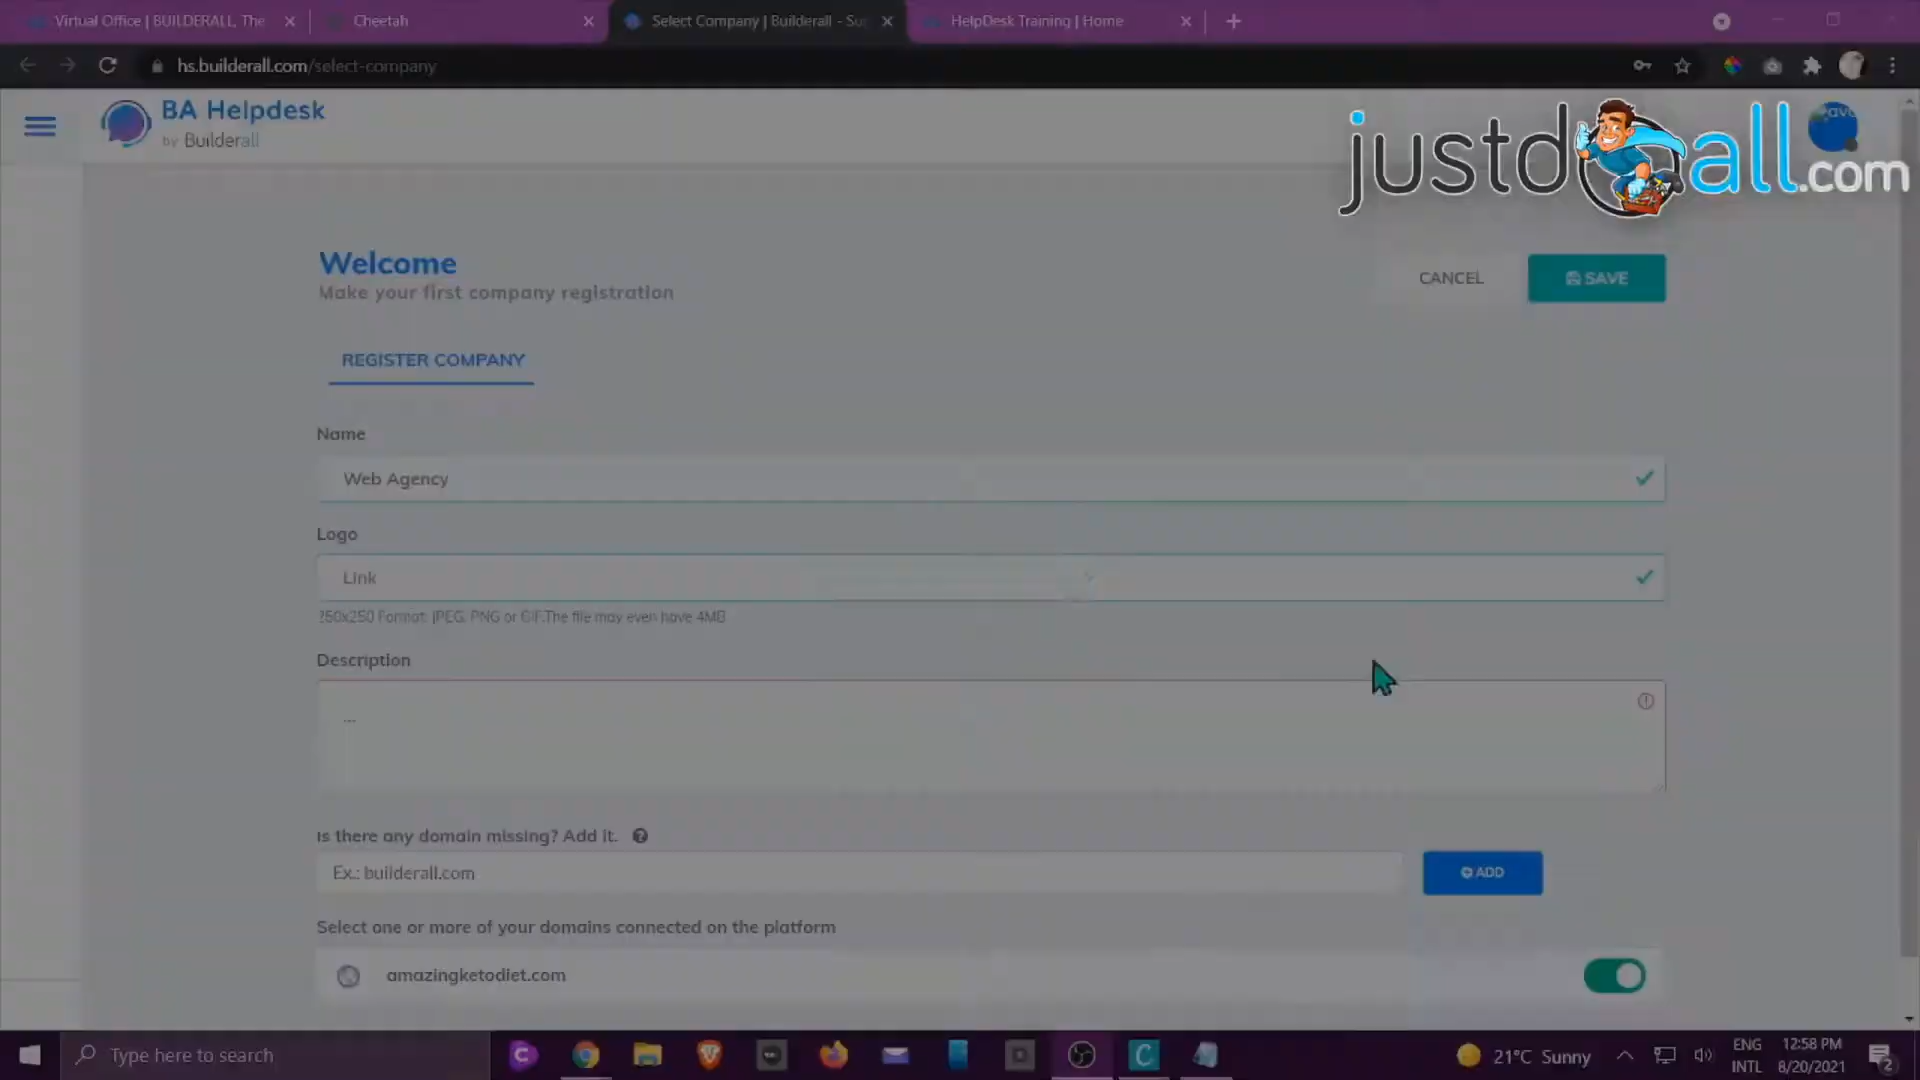 Virtual Office | BUILDERALL, The
Cheetah
Select Company | Builderall - Su
HelpDesk Training | Home
hs.builderall.com/select-company
BA Helpdesk
by Builderall
justdoall.com
Welcome
Make your first company registration
CANCEL
SAVE
REGISTER COMPANY
Name
Web Agency
Logo
Link
250x250 Format: JPEG, PNG or GIF.The file may even have 4MB
Description
...
Is there any domain missing? Add it.
Ex.: builderall.com
ADD
Select one or more of your domains connected on the platform
amazingketodiet.com
Type here to search
21°C Sunny
ENG
INTL
12:58 PM
8/20/2021
2